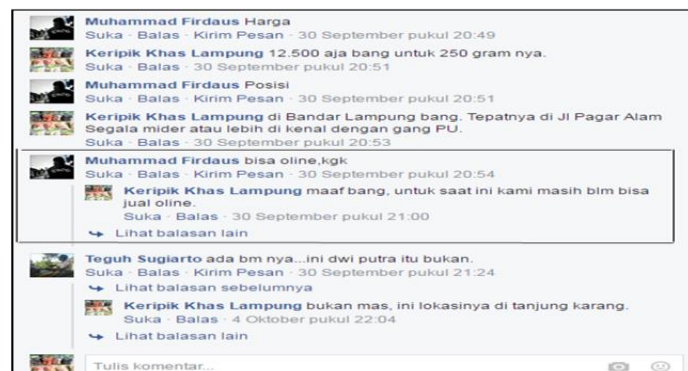 Muhammad Firdaus Harga
Suka · Balas · Kirim Pesan · 30 September pukul 20:49
Keripik Khas Lampung 12.500 aja bang untuk 250 gram nya.
Suka · Balas · 30 September pukul 20:51
Muhammad Firdaus Posisi
Suka · Balas · Kirim Pesan · 30 September pukul 20:51
Keripik Khas Lampung di Bandar Lampung bang. Tepatnya di Jl Pagar Alam
Segala mider atau lebih di kenal dengan gang PU.
Suka · Balas · 30 September pukul 20:53
Muhammad Firdaus bisa oline,kgk
Suka · Balas · Kirim Pesan · 30 September pukul 20:54
Keripik Khas Lampung maaf bang, untuk saat ini kami masih blm bisa
jual oline.
Suka · Balas · 30 September pukul 21:00
Lihat balasan lain
Teguh Sugiarto ada bm nya...ini dwi putra itu bukan.
Suka · Balas · Kirim Pesan · 30 September pukul 21:24
Lihat balasan sebelumnya
Keripik Khas Lampung bukan mas, ini lokasinya di tanjung karang.
Suka · Balas · 4 Oktober pukul 22:04
Lihat balasan lain
Tulis komentar...